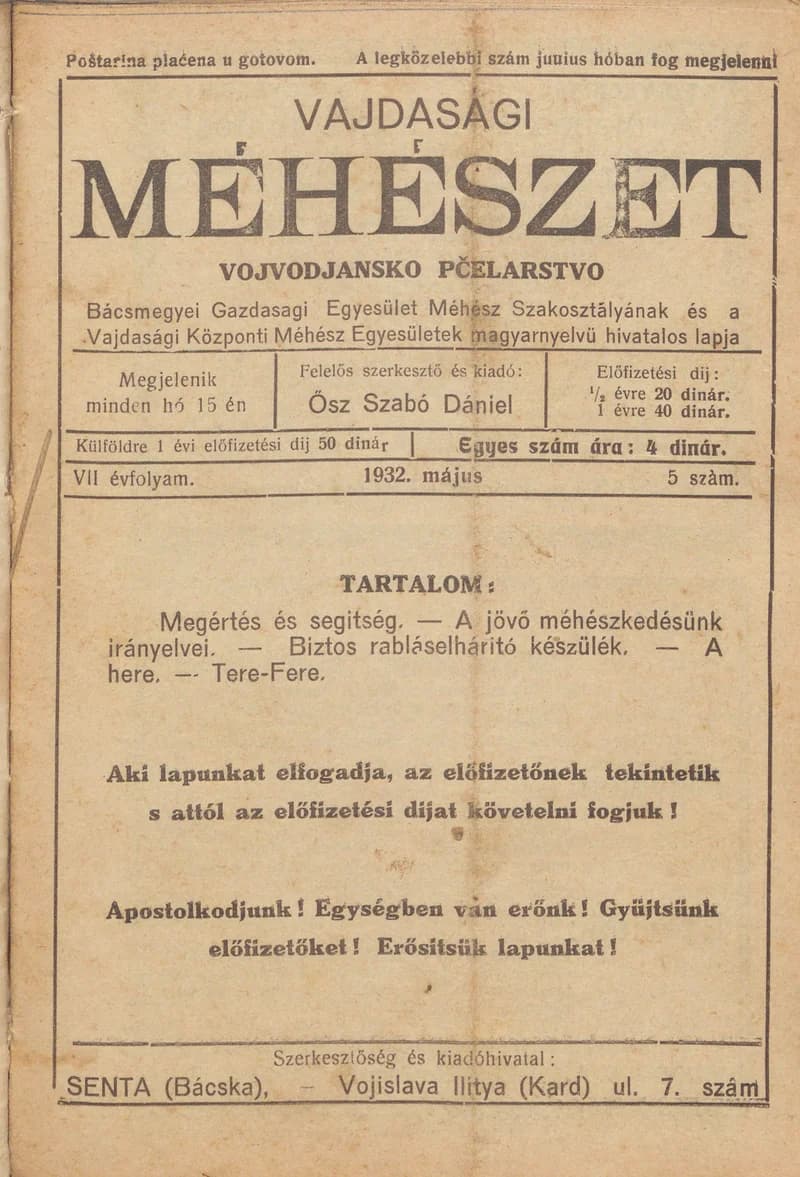 Poštarina plaćena u gotovom. A legközelebbi szám junius hóban fog megjelenni
VAJDASÁGI
MÉHÉSZET
VOJVODJANSKO PČELARSTVO
Bácsmegyei Gazdasagi Egyesület Méhész Szakosztályának és a
Vajdasági Központi Méhész Egyesületek magyarnyelvü hivatalos lapja
Megjelenik
minden hó 15 én
Felelős szerkesztő és kiadó:
Ősz Szabó Dániel
Előfizetési dij:
½ évre 20 dinár.
1 évre 40 dinár.
Külföldre 1 évi előfizetési dij 50 dinár | Egyes szám ára: 4 dinár.
VII évfolyam. 1932. május 5 szàm.
TARTALOM:
Megértés és segitség. — A jövő méhészkedésünk
irányelvei. — Biztos rabláselháritó készülék. — A
here. — Tere-Fere.
Aki lapunkat elfogadja, az előfizetőnek tekintetik
s attól az előfizetési dijat követelni fogjuk!
Apostolkodjunk! Egységben ván erőnk! Gyüjtsünk
előfizetőket! Erősitsük lapunkat!
Szerkesztőség és kiadóhivatal:
SENTA (Bácska), — Vojislava Ilitya (Kard) ul. 7. szám